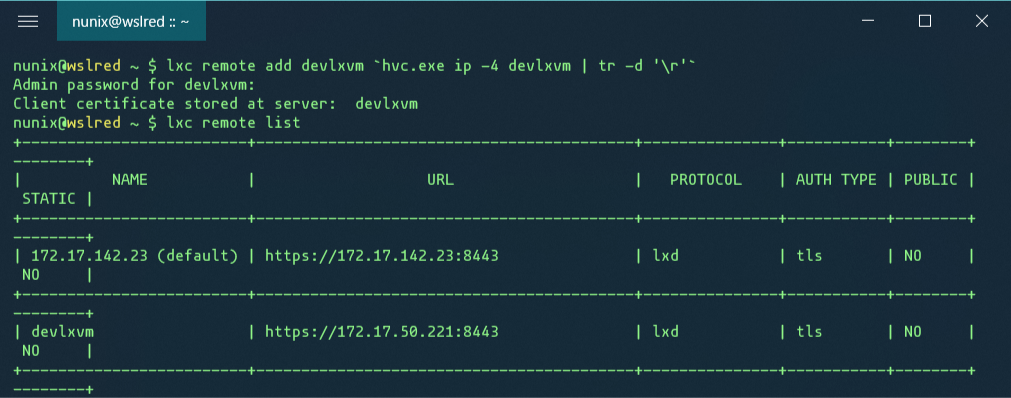 nunix@wslred :: ~
nunix@wslred ~ $ lxc remote add devlxvm `hvc.exe ip -4 devlxvm | tr -d '\r'`
Admin password for devlxvm:
Client certificate stored at server:  devlxvm
nunix@wslred ~ $ lxc remote list
+-------------------------+------------------------------------------+---------------+-----------+--------+
--------+
|          NAME           |                   URL                    |   PROTOCOL    | AUTH TYPE | PUBLIC |
 STATIC |
+-------------------------+------------------------------------------+---------------+-----------+--------+
--------+
| 172.17.142.23 (default) | https://172.17.142.23:8443               | lxd           | tls       | NO     |
 NO     |
+-------------------------+------------------------------------------+---------------+-----------+--------+
--------+
| devlxvm                 | https://172.17.50.221:8443               | lxd           | tls       | NO     |
 NO     |
+-------------------------+------------------------------------------+---------------+-----------+--------+
--------+